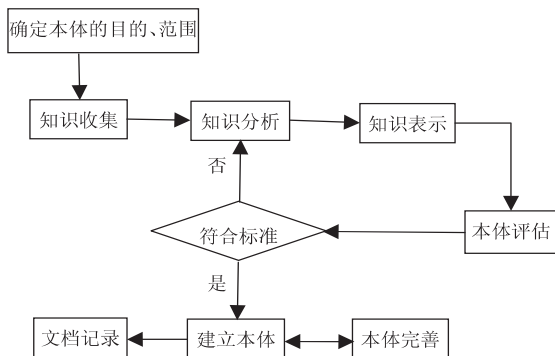 确定本体的目的、范围
知识收集
知识分析
知识表示
否
符合标准
本体评估
是
文档记录
建立本体
本体完善